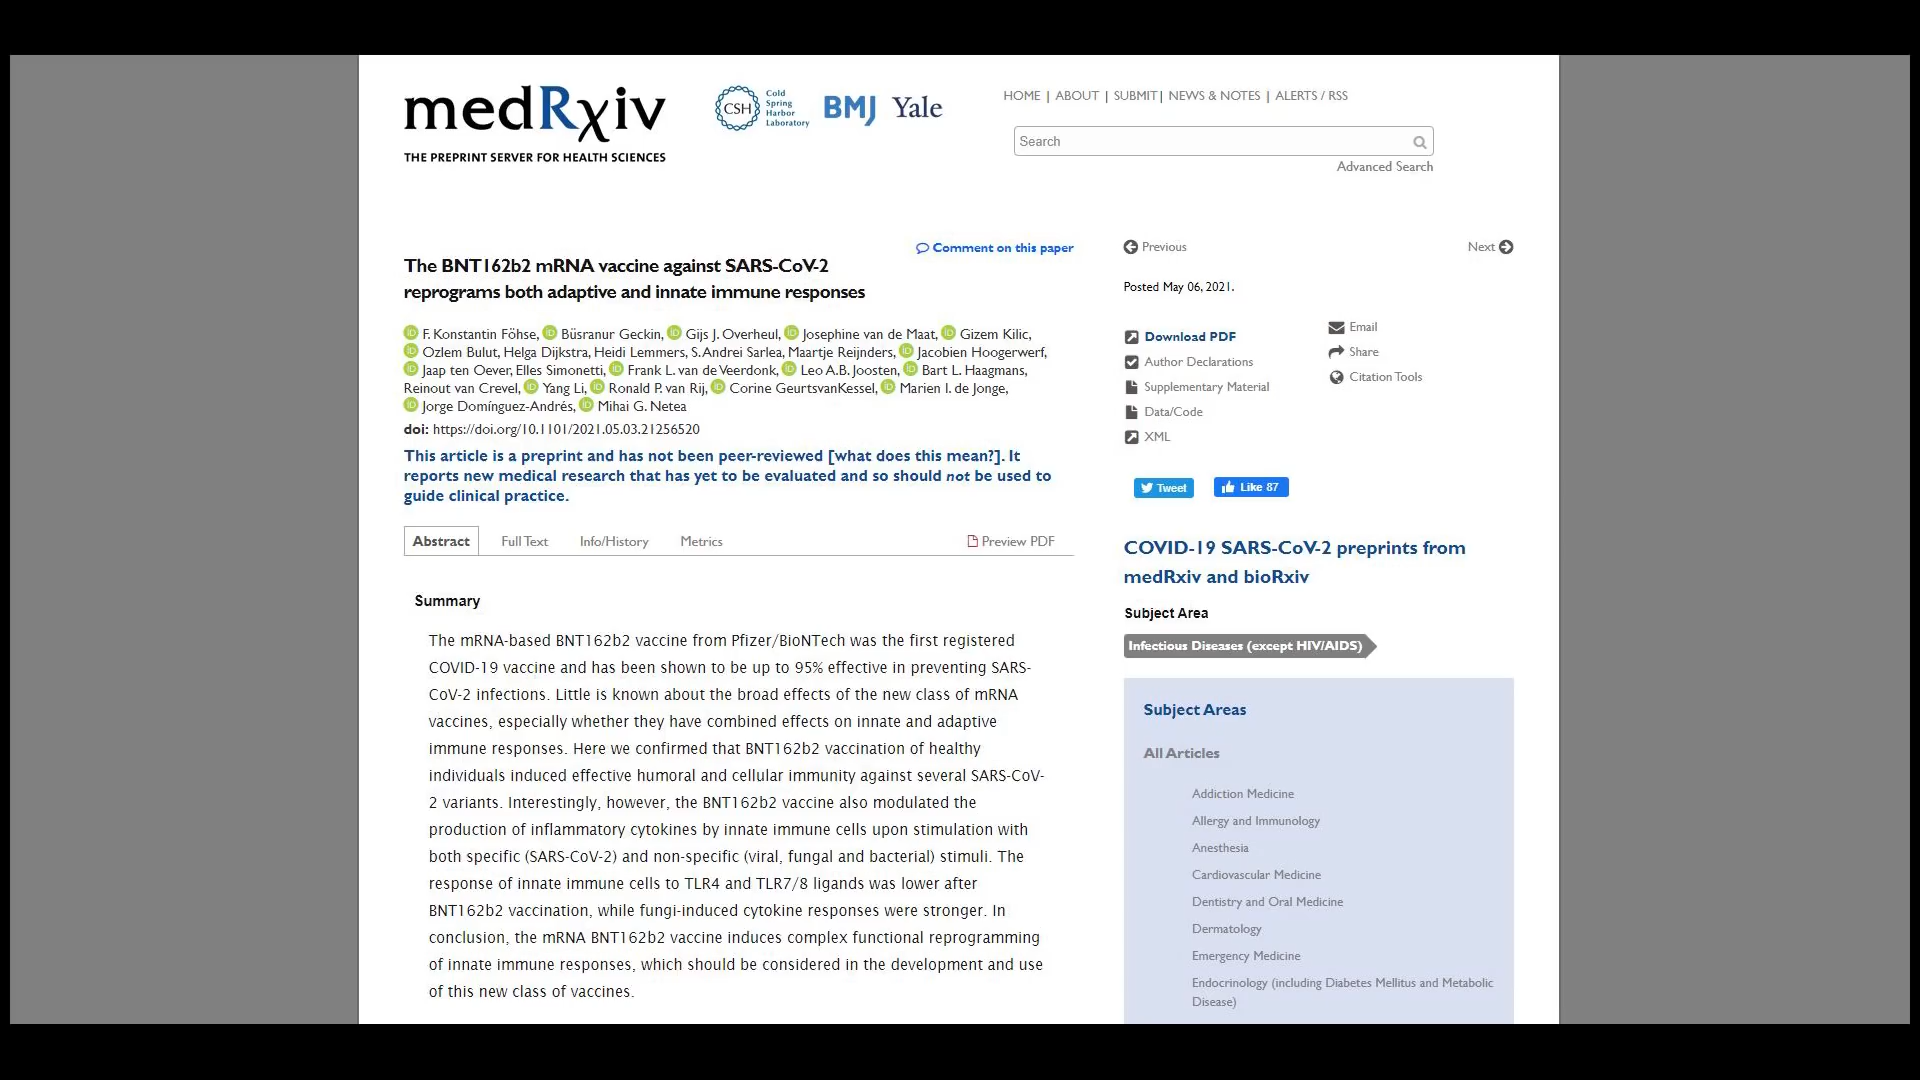 medRxiv
THE PREPRINT SERVER FOR HEALTH SCIENCES
CSH
Cold
Spring
Harbor
Laboratory
BMJ Yale
HOME | ABOUT | SUBMIT| NEWS & NOTES | ALERTS / RSS
Search
Advanced Search
Comment on this paper
The BNT162b2 mRNA vaccine against SARS-CoV-2
reprograms both adaptive and innate immune responses
iD F. Konstantin Föhse, iD Büsranur Geckin, iD Gijs J. Overheul, iD Josephine van de Maat, iD Gizem Kilic,
iD Ozlem Bulut, Helga Dijkstra, Heidi Lemmers, S. Andrei Sarlea, Maartje Reijnders, iD Jacobien Hoogerwerf,
iD Jaap ten Oever, Elles Simonetti, iD Frank L. van de Veerdonk, iD Leo A.B. Joosten, iD Bart L. Haagmans,
Reinout van Crevel, iD Yang Li, iD Ronald P. van Rij, iD Corine GeurtsvanKessel, iD Marien I. de Jonge,
iD Jorge Domínguez-Andrés, iD Mihai G. Netea
doi: https://doi.org/10.1101/2021.05.03.21256520
This article is a preprint and has not been peer-reviewed [what does this mean?]. It
reports new medical research that has yet to be evaluated and so should not be used to
guide clinical practice.
Abstract Full Text Info/History Metrics Preview PDF
Summary
The mRNA-based BNT162b2 vaccine from Pfizer/BioNTech was the first registered
COVID-19 vaccine and has been shown to be up to 95% effective in preventing SARS-
CoV-2 infections. Little is known about the broad effects of the new class of mRNA
vaccines, especially whether they have combined effects on innate and adaptive
immune responses. Here we confirmed that BNT162b2 vaccination of healthy
individuals induced effective humoral and cellular immunity against several SARS-CoV-
2 variants. Interestingly, however, the BNT162b2 vaccine also modulated the
production of inflammatory cytokines by innate immune cells upon stimulation with
both specific (SARS-CoV-2) and non-specific (viral, fungal and bacterial) stimuli. The
response of innate immune cells to TLR4 and TLR7/8 ligands was lower after
BNT162b2 vaccination, while fungi-induced cytokine responses were stronger. In
conclusion, the mRNA BNT162b2 vaccine induces complex functional reprogramming
of innate immune responses, which should be considered in the development and use
of this new class of vaccines.
Previous Next
Posted May 06, 2021.
Download PDF
Author Declarations
Supplementary Material
Data/Code
XML
Email
Share
Citation Tools
Tweet Like 87
COVID-19 SARS-CoV-2 preprints from
medRxiv and bioRxiv
Subject Area
Infectious Diseases (except HIV/AIDS)
Subject Areas
All Articles
Addiction Medicine
Allergy and Immunology
Anesthesia
Cardiovascular Medicine
Dentistry and Oral Medicine
Dermatology
Emergency Medicine
Endocrinology (including Diabetes Mellitus and Metabolic
Disease)